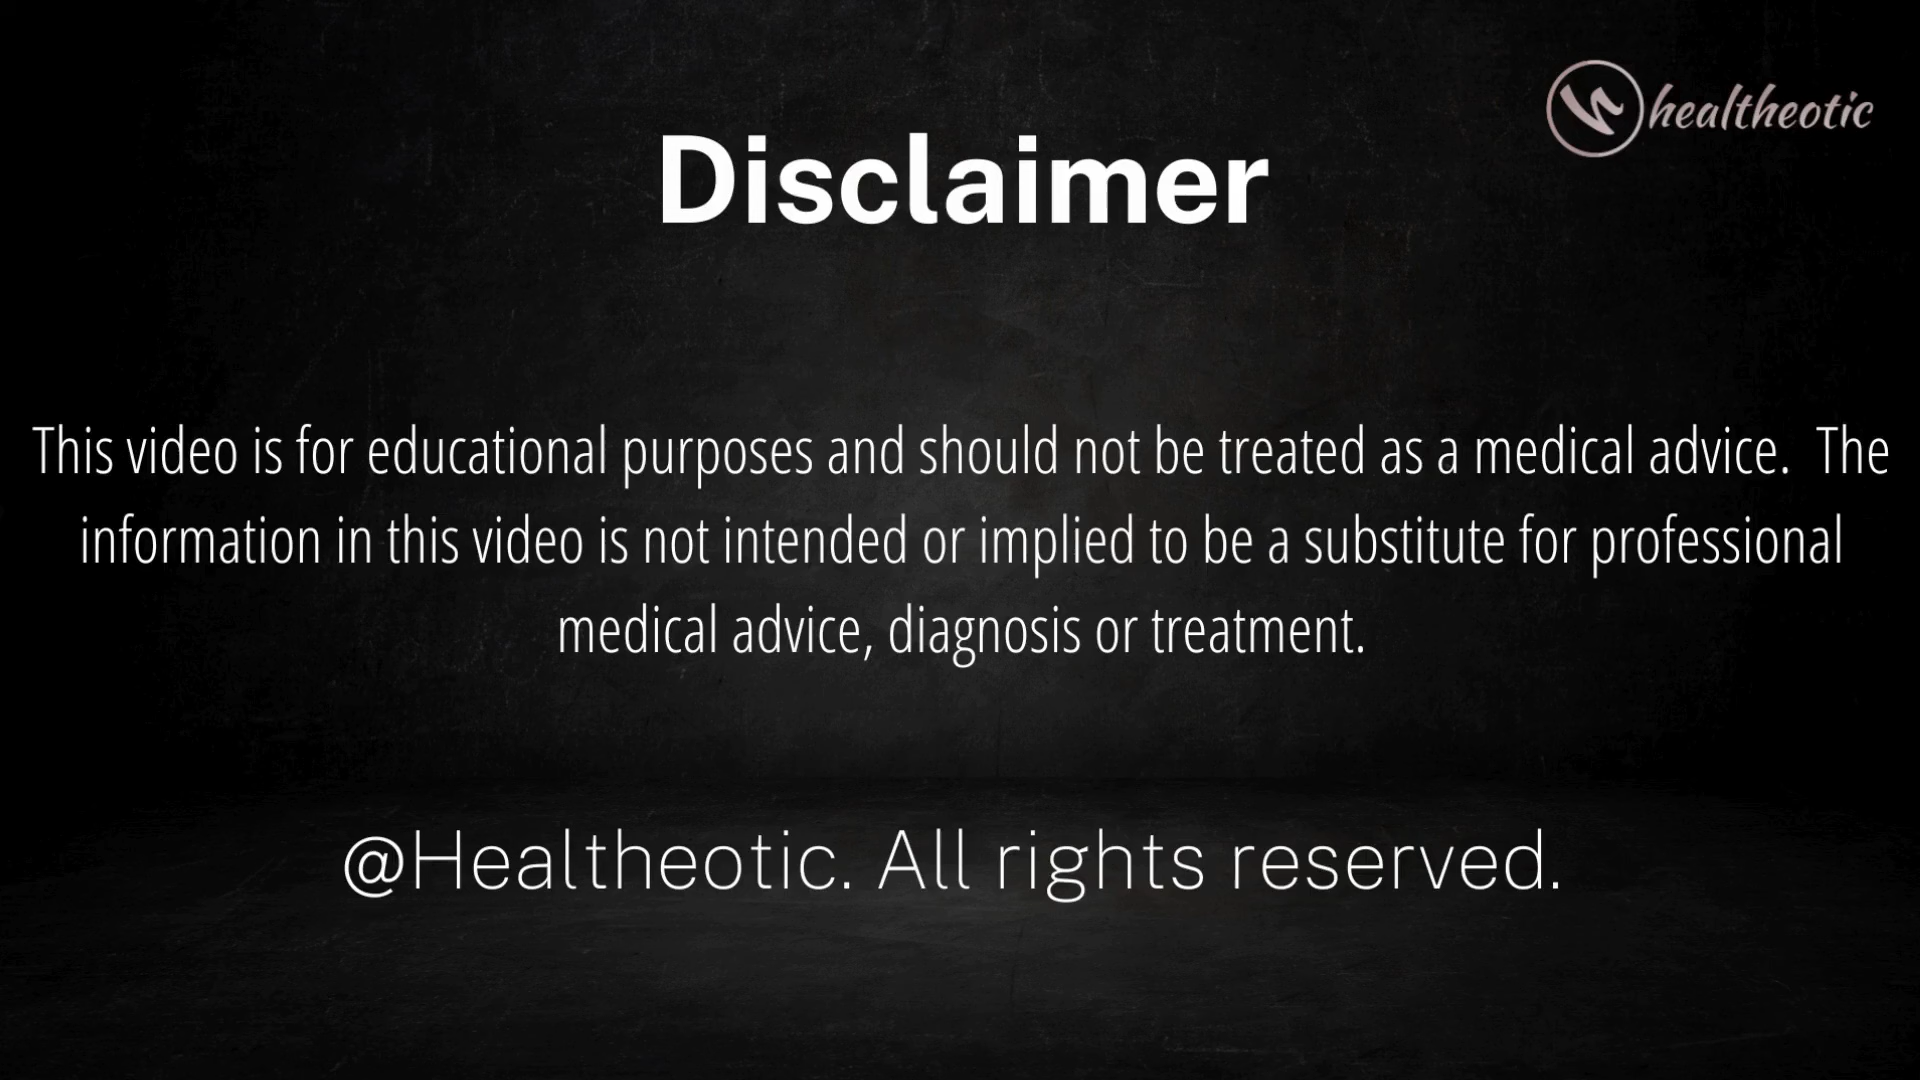 healtheotic
Disclaimer
This video is for educational purposes and should not be treated as a medical advice.  The
information in this video is not intended or implied to be a substitute for professional
medical advice, diagnosis or treatment.
@Healtheotic. All rights reserved.